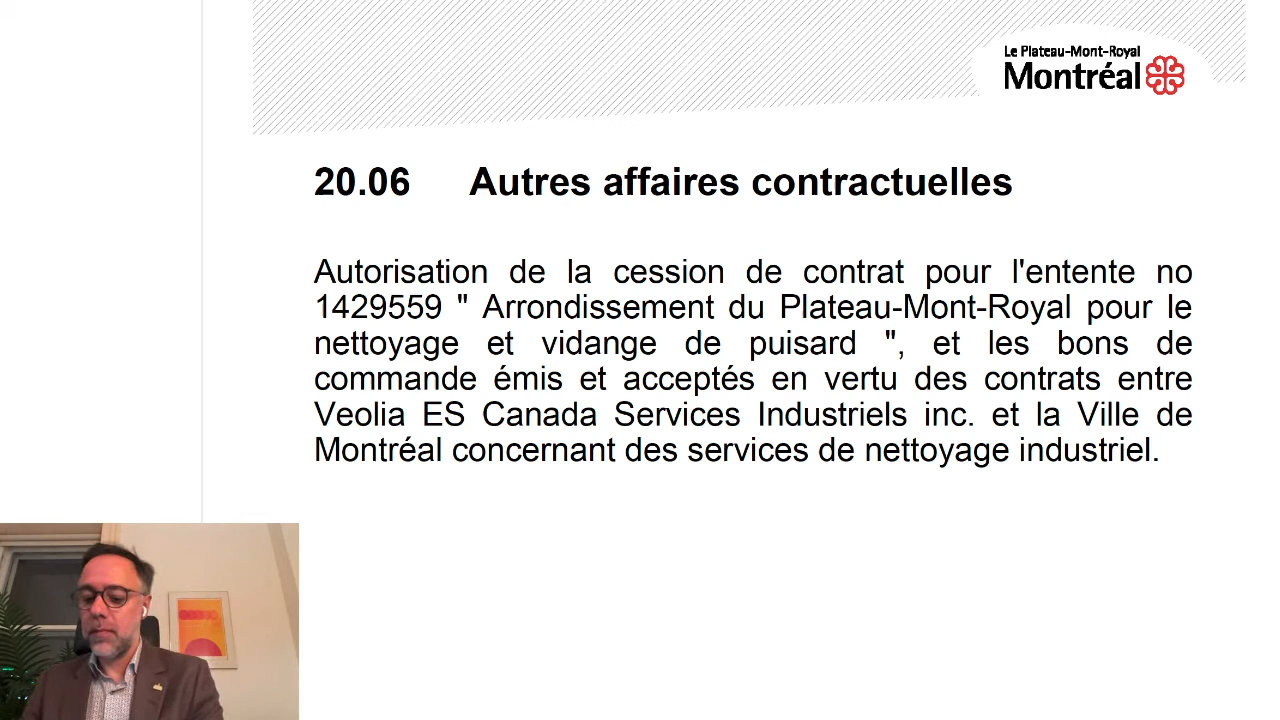 Le Plateau-Mont-Royal
Montréal
20.06 Autres affaires contractuelles
Autorisation de la cession de contrat pour l'entente no
1429559 " Arrondissement du Plateau-Mont-Royal pour le
nettoyage et vidange de puisard ", et les bons de
commande émis et acceptés en vertu des contrats entre
Veolia ES Canada Services Industriels inc. et la Ville de
Montréal concernant des services de nettoyage industriel.